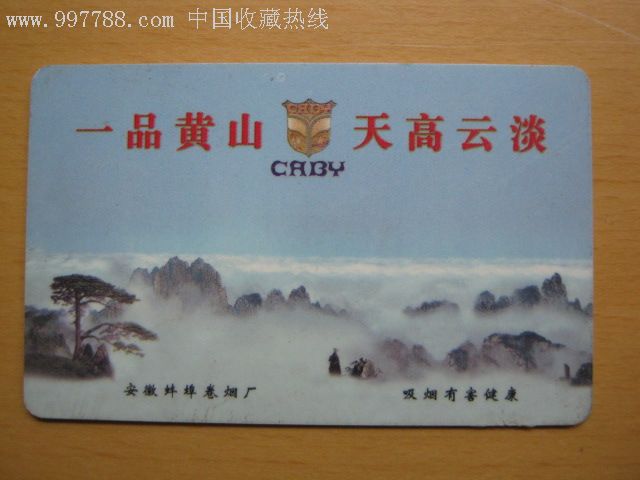 www.997788.com 中国收藏热线
一品黄山 天高云淡
CABY
安徽蚌埠卷烟厂 吸烟有害健康